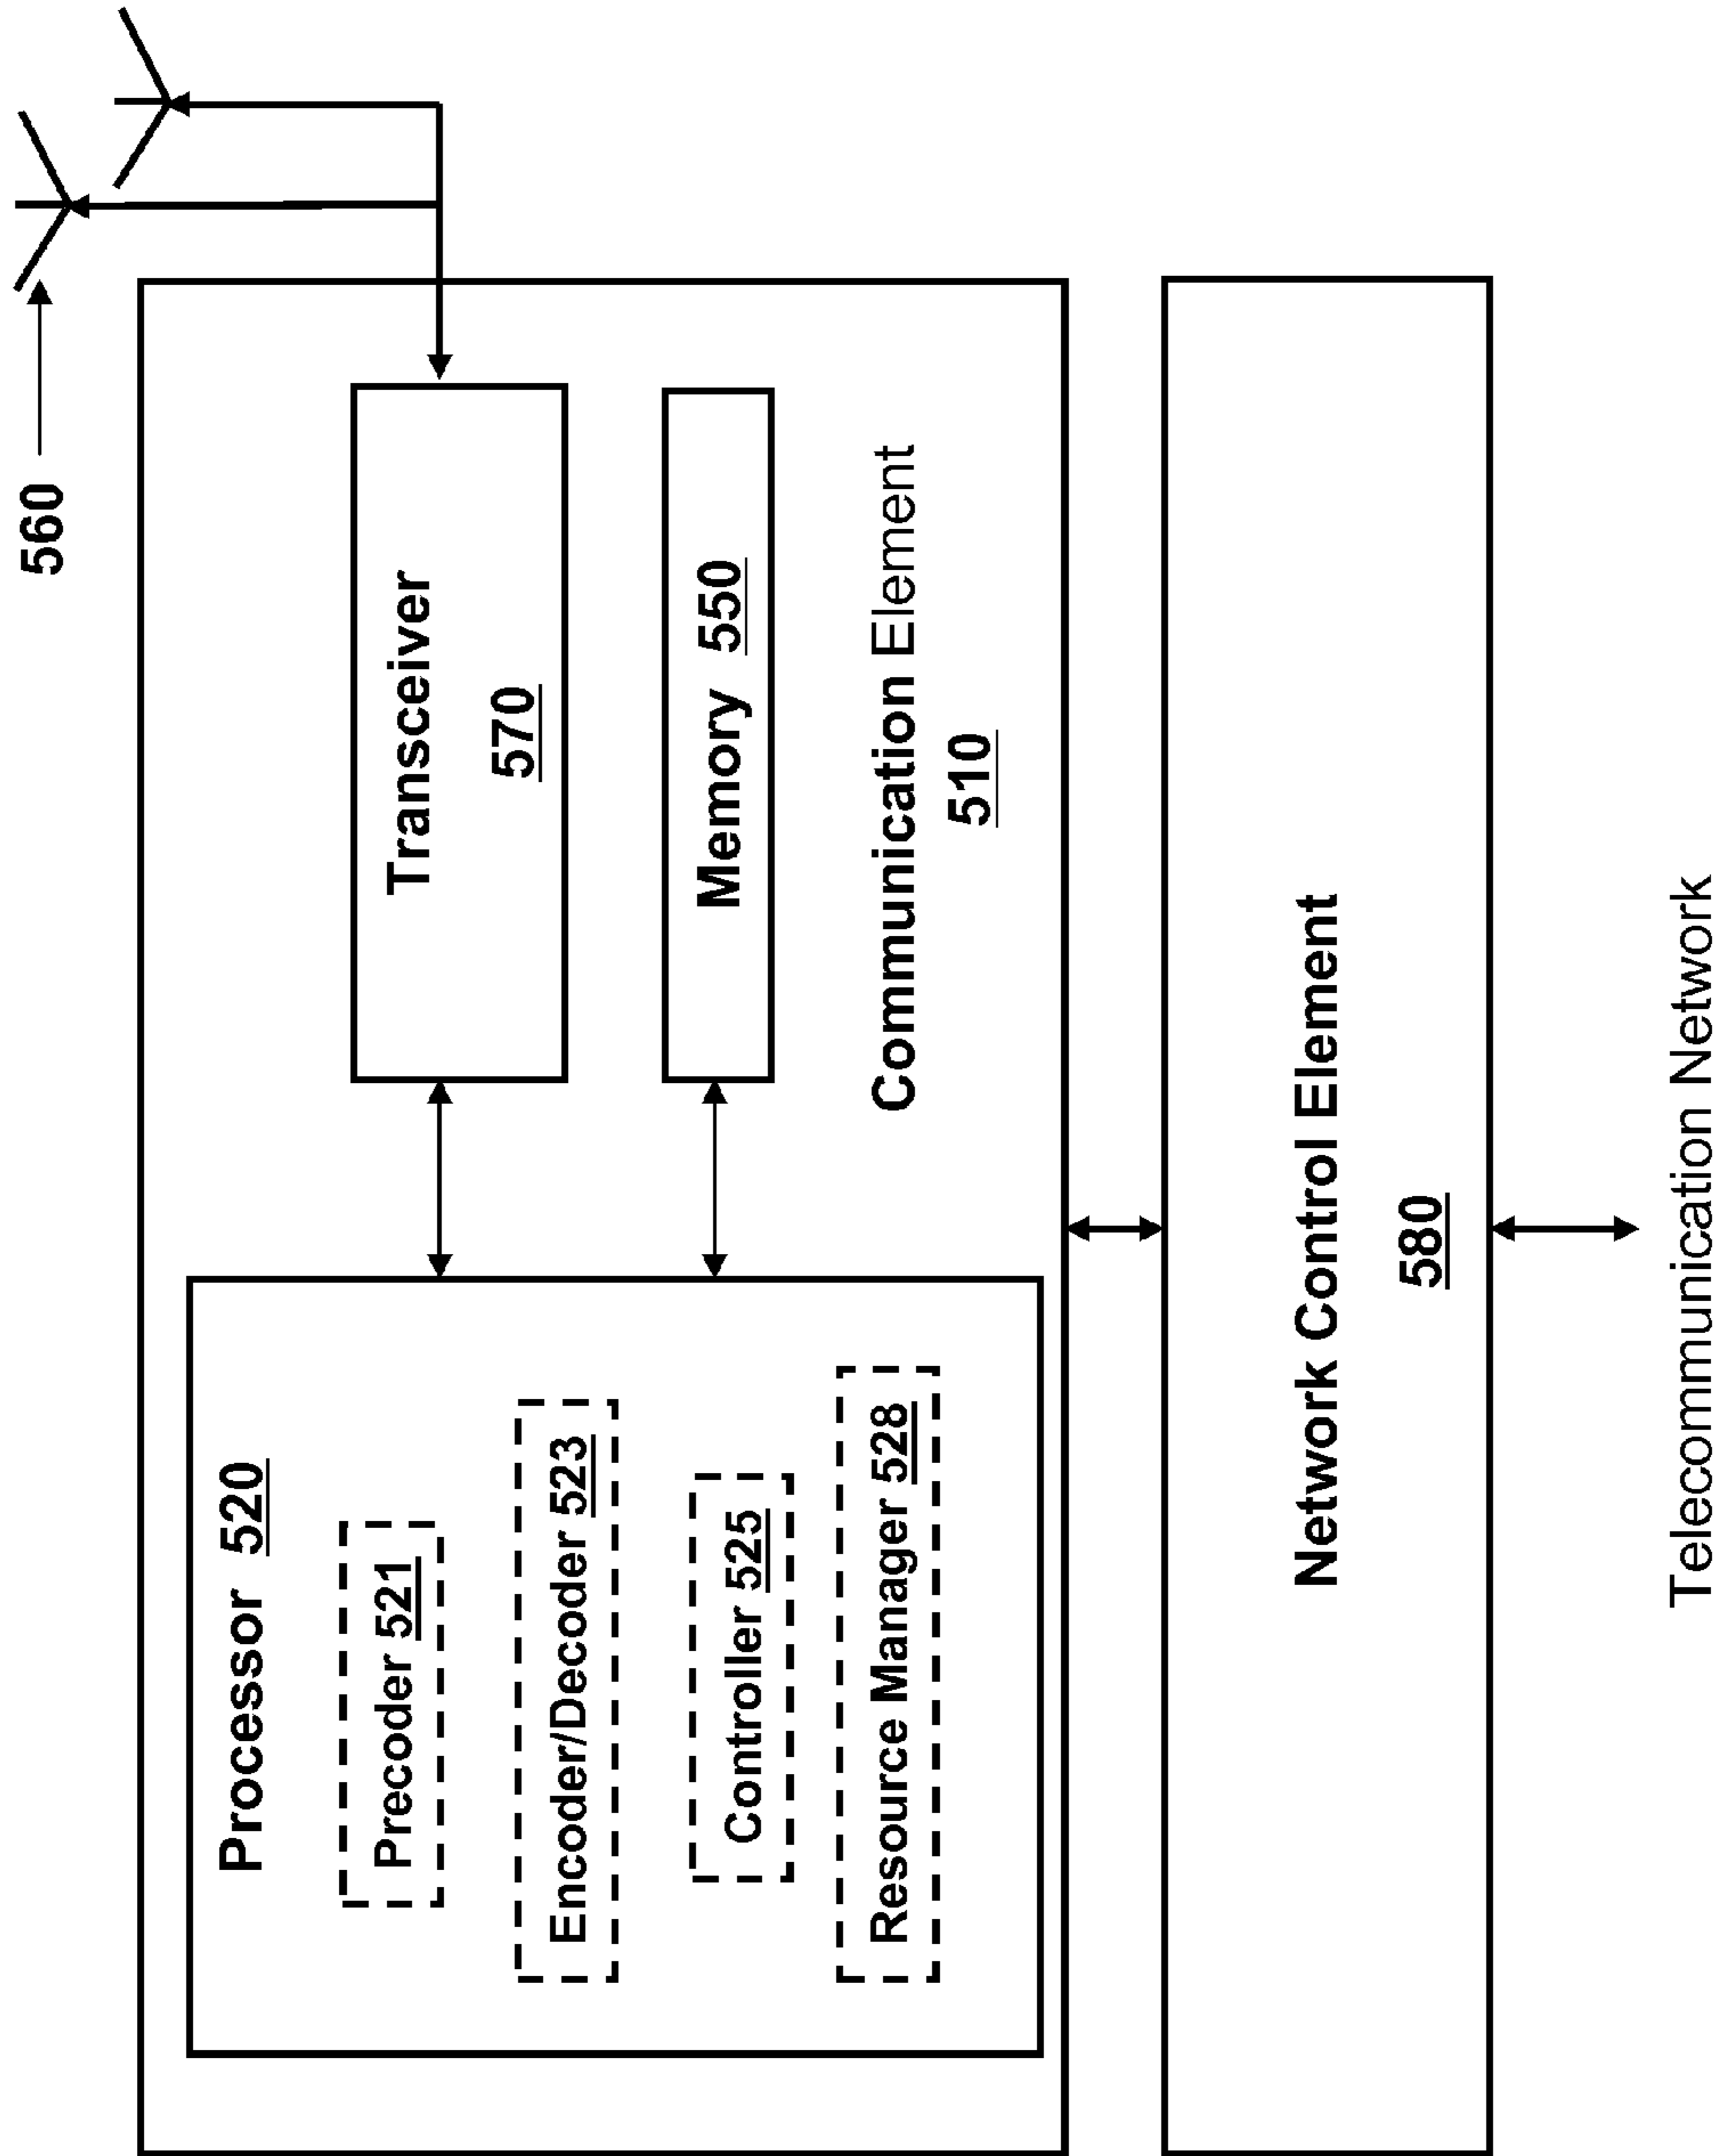 560
Processor 520
Precoder 521
Encoder/Decoder 523
Controller 525
Resource Manager 528
Transceiver
570
Memory 550
Communication Element
510
Network Control Element
580
Telecommunication Network